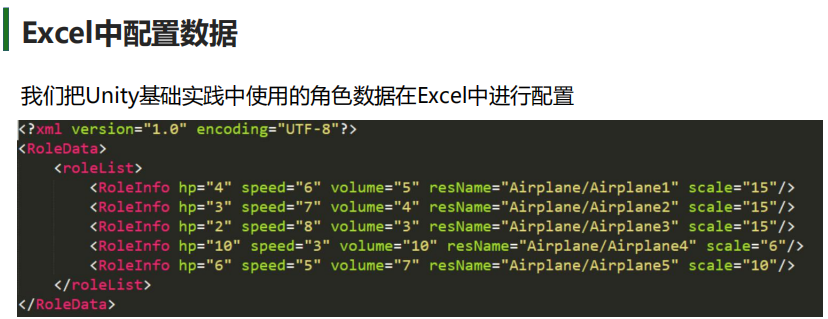 Excel中配置数据
我们把Unity基础实践中使用的角色数据在Excel中进行配置
<?xml version="1.0" encoding="UTF-8"?>
<RoleData>
    <roleList>
        <RoleInfo hp="4" speed="6" volume="5" resName="Airplane/Airplane1" scale="15"/>
        <RoleInfo hp="3" speed="7" volume="4" resName="Airplane/Airplane2" scale="15"/>
        <RoleInfo hp="2" speed="8" volume="3" resName="Airplane/Airplane3" scale="15"/>
        <RoleInfo hp="10" speed="3" volume="10" resName="Airplane/Airplane4" scale="6"/>
        <RoleInfo hp="6" speed="5" volume="7" resName="Airplane/Airplane5" scale="10"/>
    </roleList>
</RoleData>